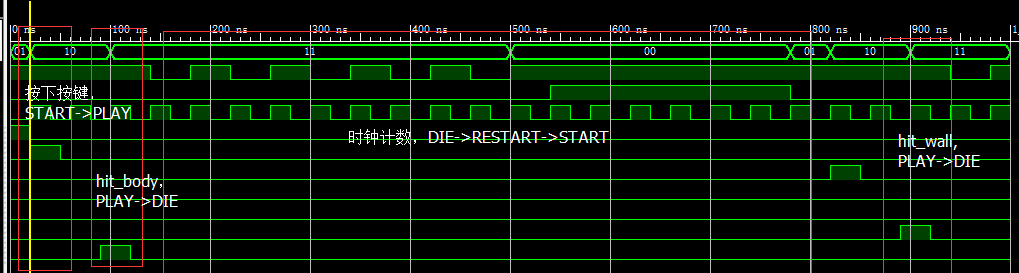 0 ns 100 ns 200 ns 300 ns 400 ns 500 ns 600 ns 700 ns 800 ns 900 ns
01 10 11 00 01 10 11
按下按键,
START->PLAY
时钟计数，DIE->RESTART->START
hit_wall,
PLAY->DIE
hit_body,
PLAY->DIE